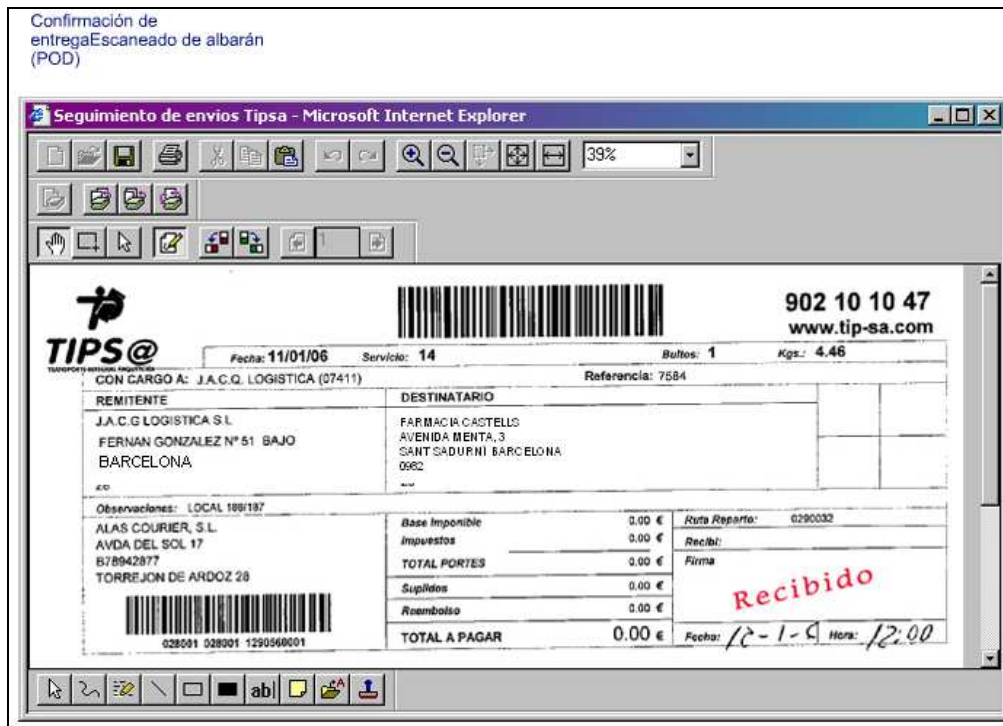 Confirmación de
entregaEscaneado de albarán
(POD)
Seguimiento de envios Tipsa - Microsoft Internet Explorer
39%
1
902 10 10 47
www.tip-sa.com
TIPS@
Fecha: 11/01/06 Servicio: 14 Bultos: 1 Kgs.: 4.46
CON CARGO A: J.A.C.Q. LOGISTICA (07411) Referencia: 7584
REMITENTE DESTINATARIO
J.A.C.G LOGISTICA S.L
FERNAN GONZALEZ Nº 51 BAJO
BARCELONA
FARMACIA CASTELLS
AVENIDA MENTA, 3
SANT SADURNI BARCELONA
0962
Observaciones: LOCAL 186/187
ALAS COURIER, S.L.
AVDA DEL SOL 17
B78942877
TORREJON DE ARDOZ 28
028001 028001 1290560001
Base Imponible 0.00 €
Impuestos 0.00 €
TOTAL PORTES 0.00 €
Suplidos 0.00 €
Reembolso 0.00 €
TOTAL A PAGAR 0.00 €
Ruta Reparto: 0290032
Recibi:
Firma
Recibido
Fecha: 12-1- Hora: 12:00
ab|